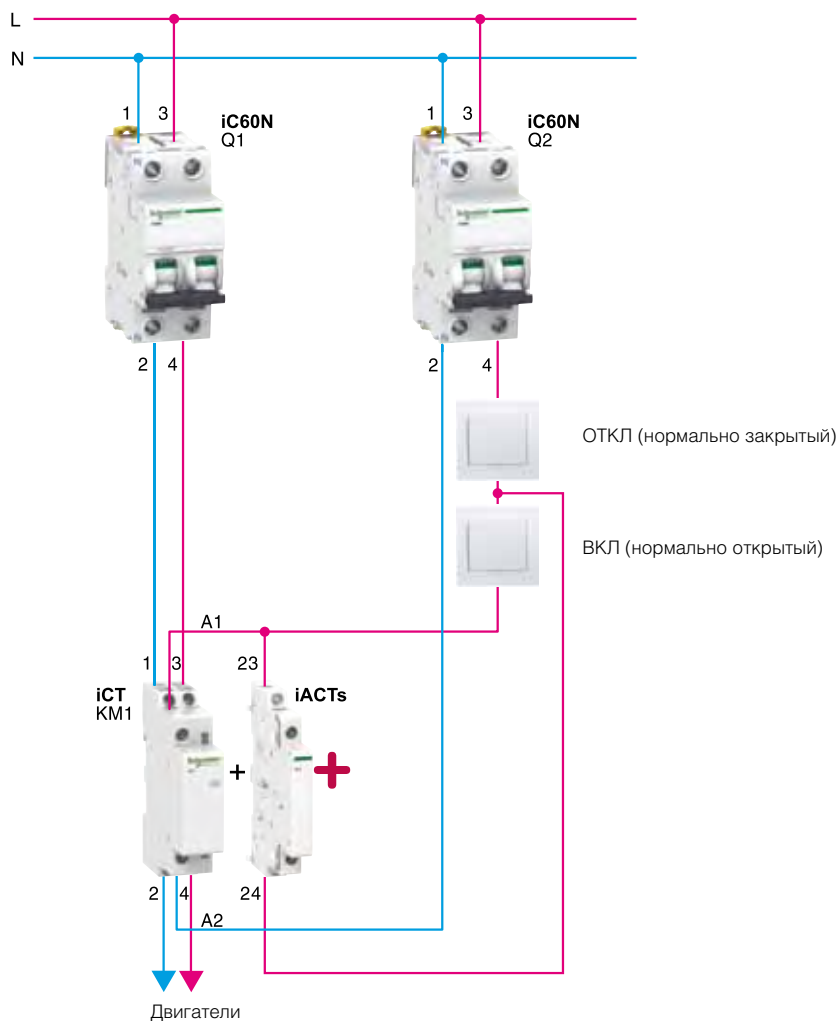 L
N
1 3
iC60N
Q1
1 3
iC60N
Q2
2 4
2 4
ОТКЛ (нормально закрытый)
ВКЛ (нормально открытый)
A1
1 3
23
iCT
KM1
iACTs
+
2 4
A2
24
Двигатели